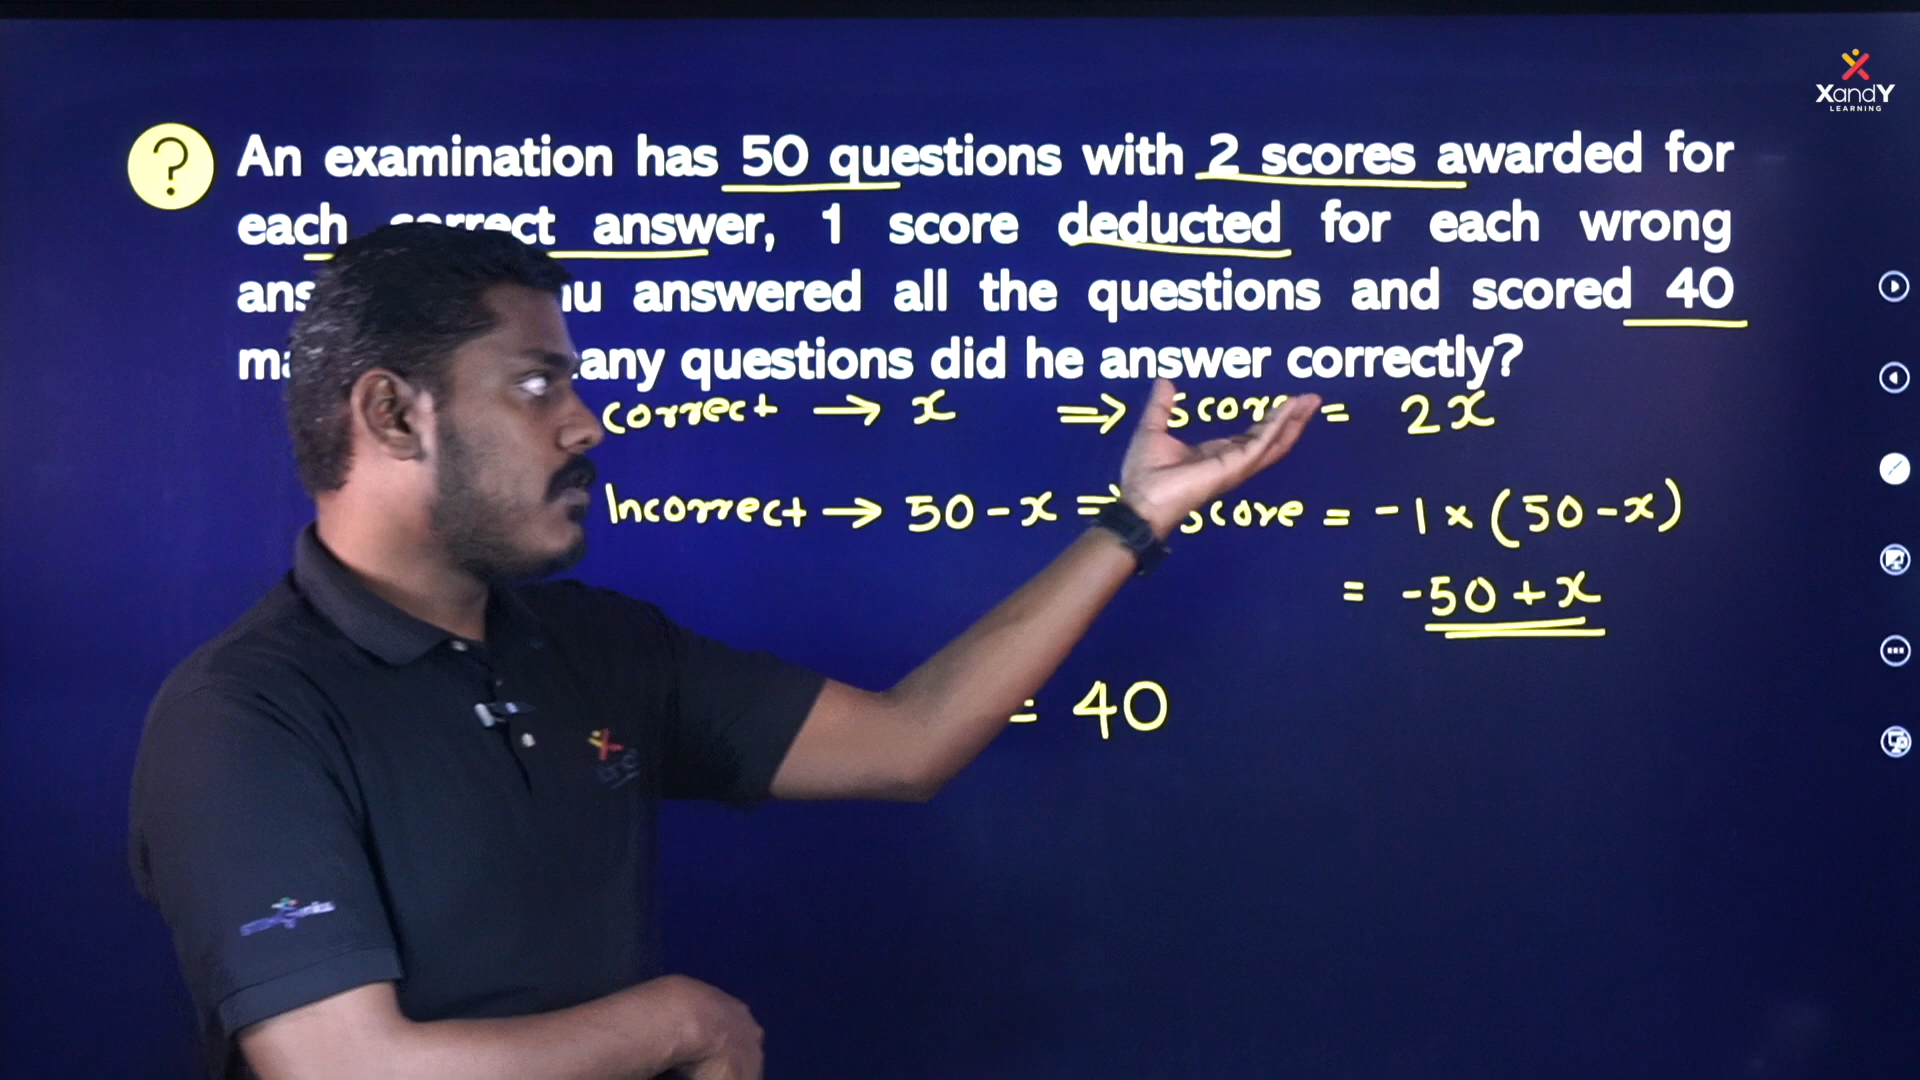 XandY
LEARNING
?
An examination has 50 questions with 2 scores awarded for
each correct answer, 1 score deducted for each wrong
answered all the questions and scored 40
questions did he answer correctly?
correct → x ⇒ score = 2x
Incorrect → 50 - x ⇒ score = -1 × (50 - x)
= -50 + x
= 40